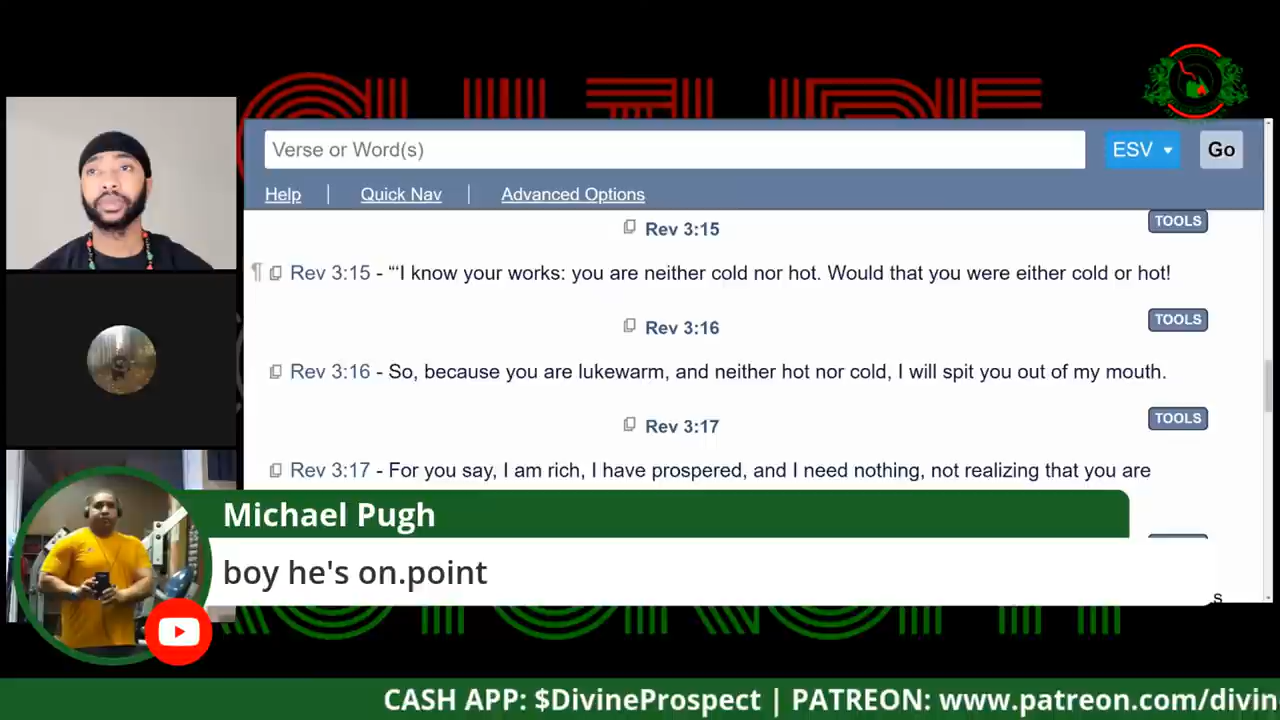 Verse or Word(s)
ESV
Go
Help | Quick Nav | Advanced Options
Rev 3:15
TOOLS
Rev 3:15 - “‘I know your works: you are neither cold nor hot. Would that you were either cold or hot!
Rev 3:16
TOOLS
Rev 3:16 - So, because you are lukewarm, and neither hot nor cold, I will spit you out of my mouth.
Rev 3:17
TOOLS
Rev 3:17 - For you say, I am rich, I have prospered, and I need nothing, not realizing that you are
Michael Pugh
boy he's on.point
CASH APP: $DivineProspect | PATREON: www.patreon.com/divin